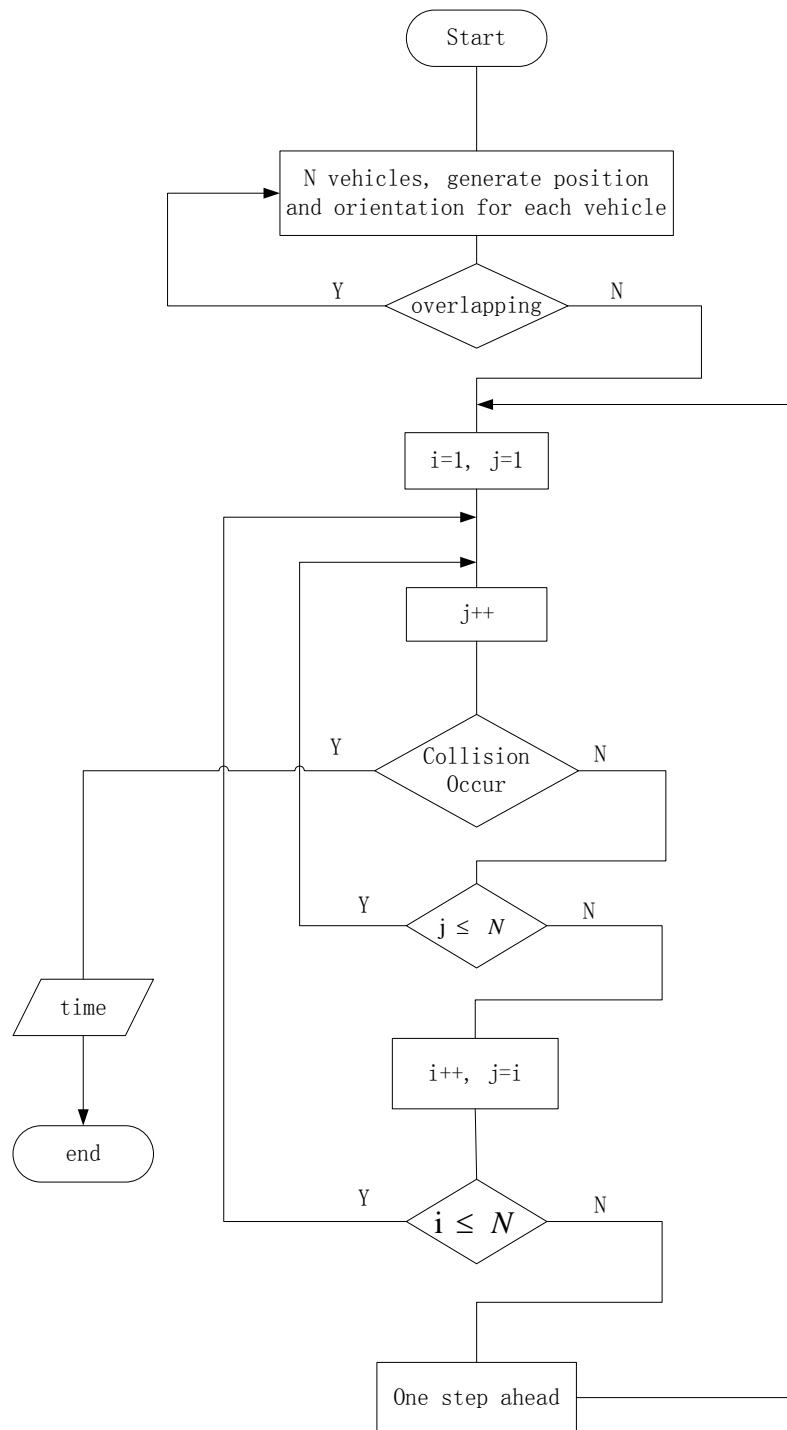 Start
N vehicles, generate position
and orientation for each vehicle
Y
overlapping
N
i=1, j=1
j++
Y
Collision
Occur
N
Y
j ≤ N
N
time
i++, j=i
end
Y
i ≤ N
N
One step ahead